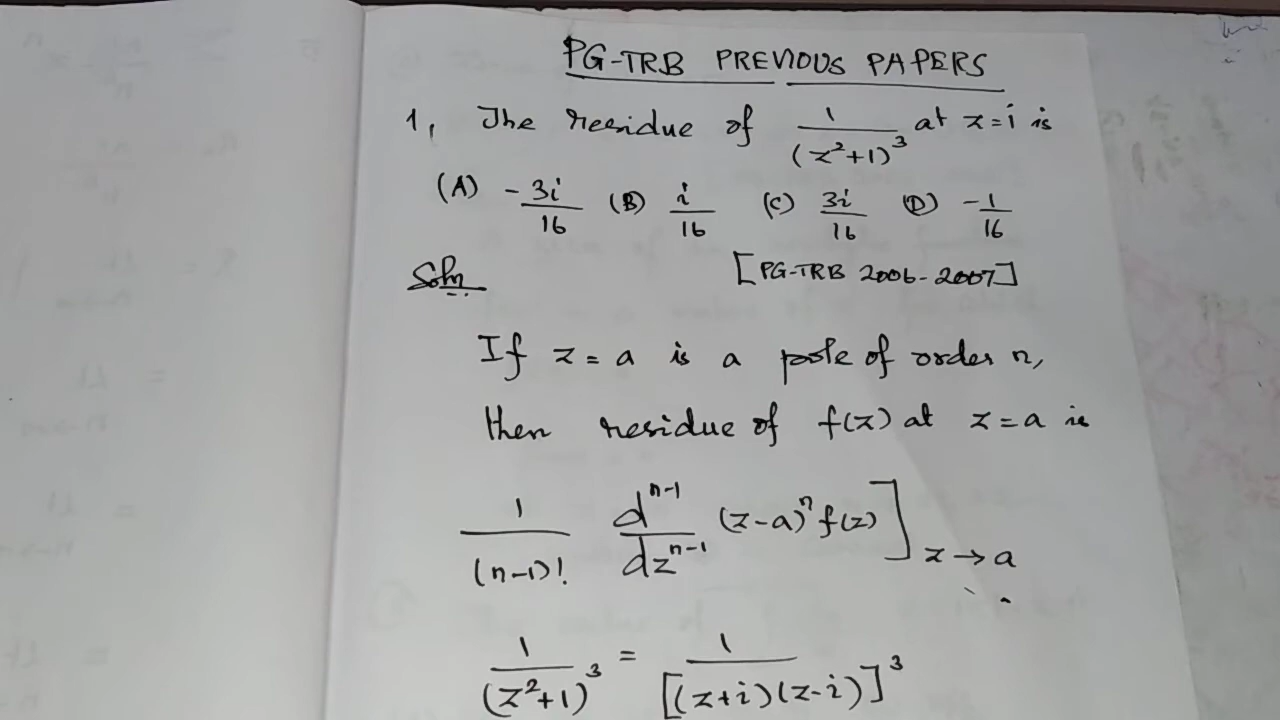 PG-TRB PREVIOUS PAPERS
1, The residue of 1/(z²+1)³ at z=i is
(A) -3i/16 (B) i/16 (C) 3i/16 (D) -1/16
Soln [PG-TRB 2006-2007]
If z=a is a pole of order n,
then residue of f(z) at z=a is
1/(n-1)! d^(n-1)/dz^(n-1) (z-a)^n f(z)] z→a
1/(z²+1)³ = 1/[(z+i)(z-i)]³